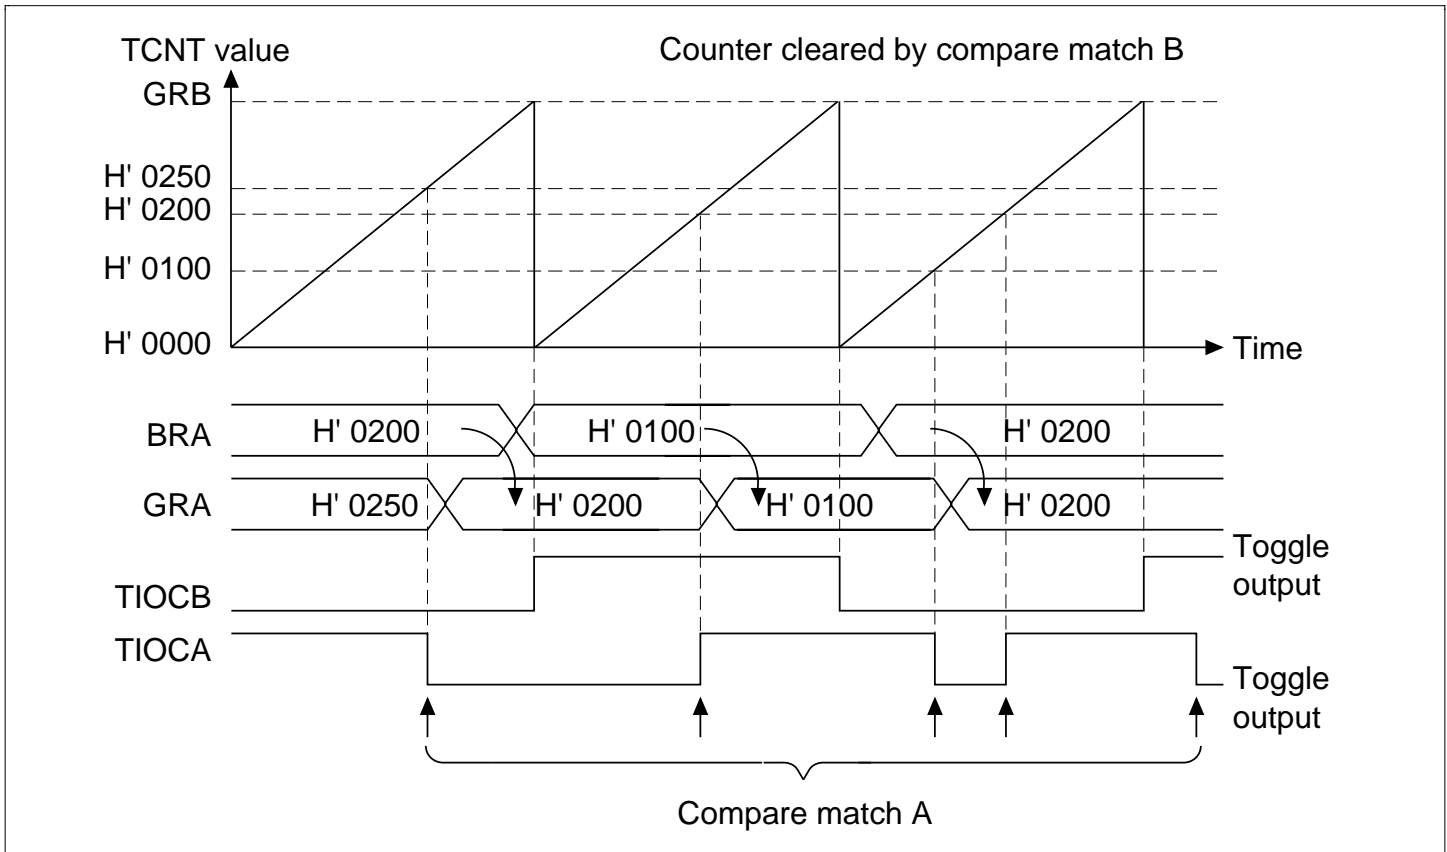 TCNT value
Counter cleared by compare match B
GRB
H' 0250
H' 0200
H' 0100
H' 0000
Time
BRA
H' 0200
H' 0100
H' 0200
GRA
H' 0250
H' 0200
H' 0100
H' 0200
TIOCB
Toggle
output
TIOCA
Toggle
output
Compare match A